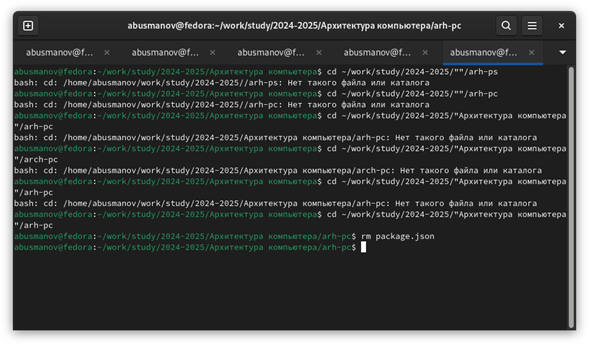 abusmanov@fedora:~/work/study/2024-2025/Архитектура компьютера/arh-pc
abusmanov@f...
abusmanov@f...
abusmanov@f...
abusmanov@f...
abusmanov@f...
abusmanov@fedora:~/work/study/2024-2025/Архитектура компьютера$ cd ~/work/study/2024-2025/""/arh-ps
bash: cd: /home/abusmanov/work/study/2024-2025//arh-ps: Нет такого файла или каталога
abusmanov@fedora:~/work/study/2024-2025/Архитектура компьютера$ cd ~/work/study/2024-2025/""/arh-pc
bash: cd: /home/abusmanov/work/study/2024-2025//arh-pc: Нет такого файла или каталога
abusmanov@fedora:~/work/study/2024-2025/Архитектура компьютера$ cd ~/work/study/2024-2025/"Архитектура компьютера
"/arh-pc
bash: cd: /home/abusmanov/work/study/2024-2025/Архитектура компьютера/arh-pc: Нет такого файла или каталога
abusmanov@fedora:~/work/study/2024-2025/Архитектура компьютера$ cd ~/work/study/2024-2025/"Архитектура компьютера
"/arch-pc
bash: cd: /home/abusmanov/work/study/2024-2025/Архитектура компьютера/arch-pc: Нет такого файла или каталога
abusmanov@fedora:~/work/study/2024-2025/Архитектура компьютера$ cd ~/work/study/2024-2025/"Архитектура компьютера
"/arh-pc
bash: cd: /home/abusmanov/work/study/2024-2025/Архитектура компьютера/arh-pc: Нет такого файла или каталога
abusmanov@fedora:~/work/study/2024-2025/Архитектура компьютера$ cd ~/work/study/2024-2025/"Архитектура компьютера
"/arh-pc
abusmanov@fedora:~/work/study/2024-2025/Архитектура компьютера/arh-pc$ rm package.json
abusmanov@fedora:~/work/study/2024-2025/Архитектура компьютера/arh-pc$